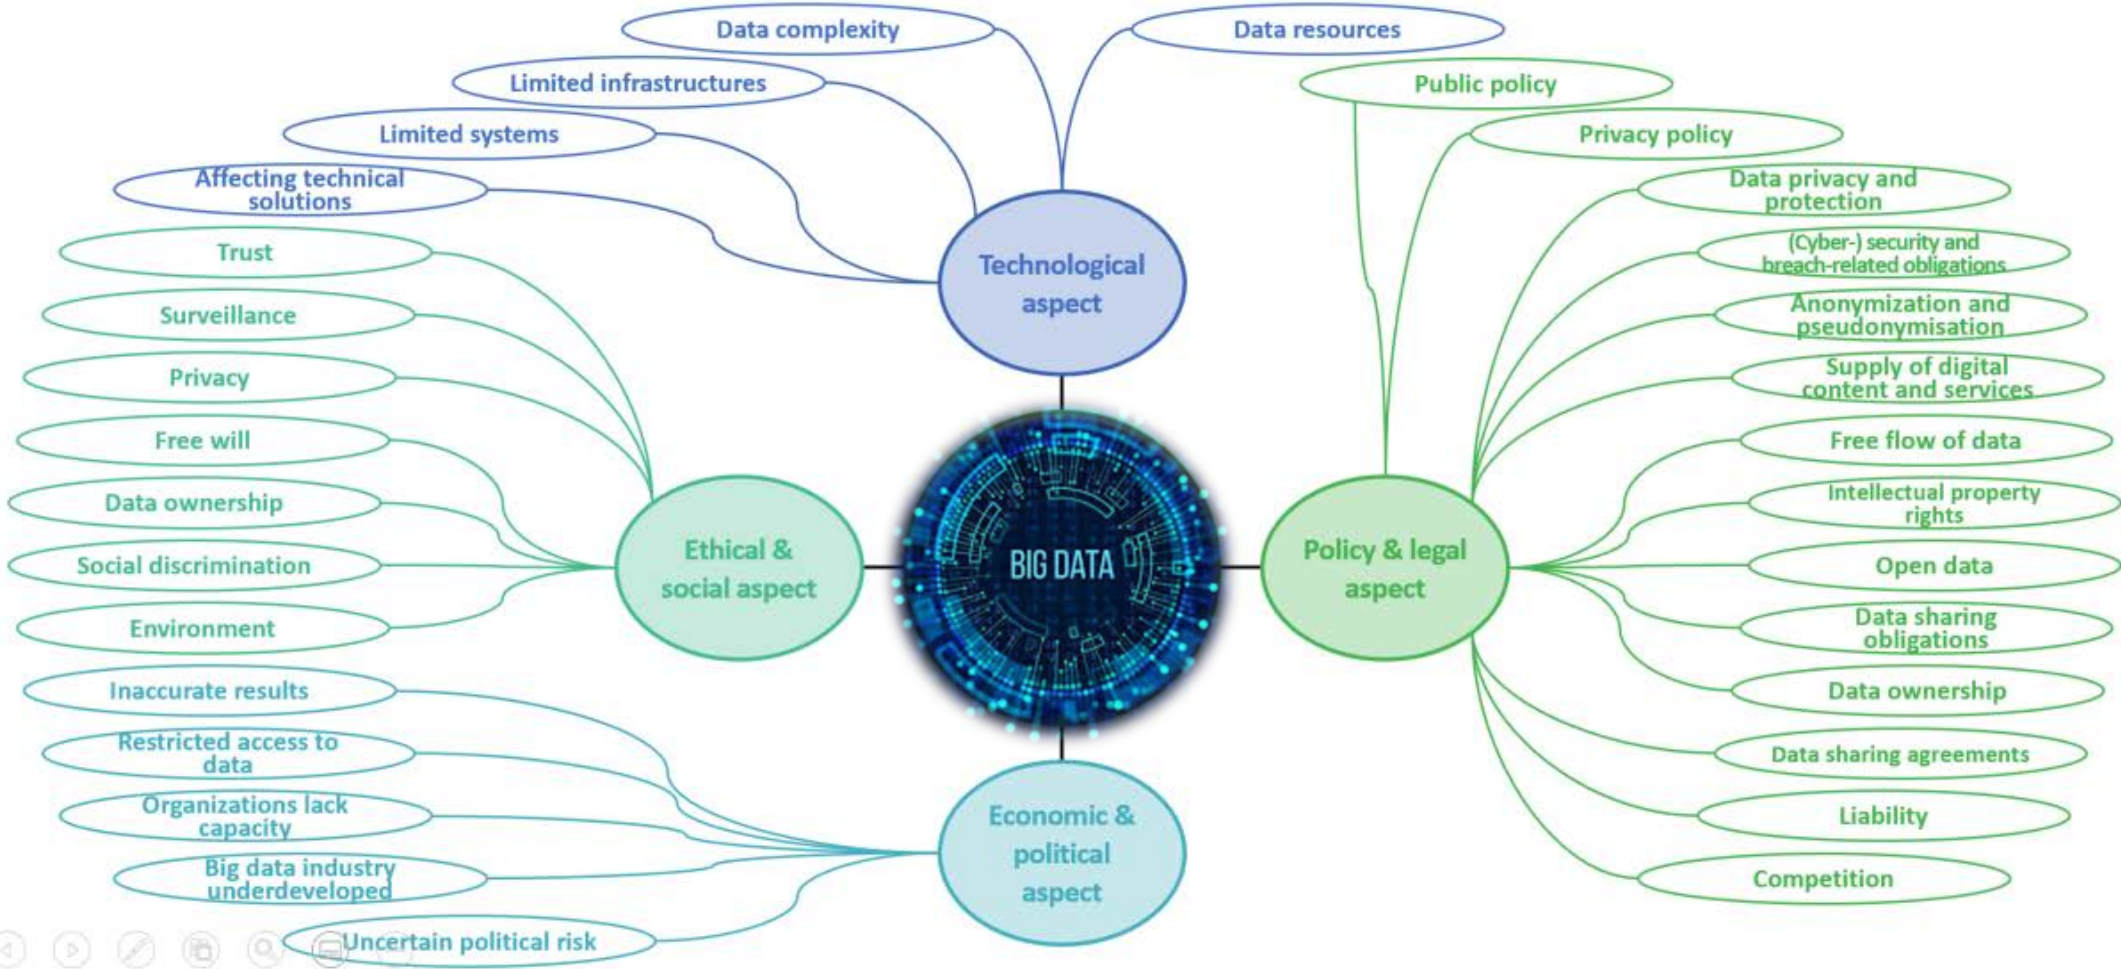 Data complexity
Data resources
Limited infrastructures
Public policy
Limited systems
Privacy policy
Affecting technical
solutions
Data privacy and
protection
Trust
(Cyber-) security and
breach-related obligations
Technological
aspect
Surveillance
Anonymization and
pseudonymisation
Privacy
Supply of digital
content and services
Free will
Free flow of data
Data ownership
Intellectual property
rights
Ethical &
social aspect
BIG DATA
Policy & legal
aspect
Social discrimination
Open data
Environment
Data sharing
obligations
Inaccurate results
Data ownership
Restricted access to
data
Data sharing agreements
Organizations lack
capacity
Economic &
political
aspect
Liability
Big data industry
underdeveloped
Competition
Uncertain political risk